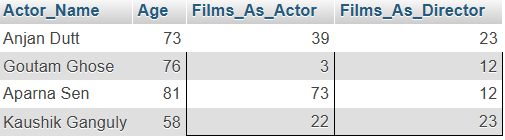 Actor_Name Age Films_As_Actor Films_As_Director
Anjan Dutt 73 39 23
Goutam Ghose 76 3 12
Aparna Sen 81 73 12
Kaushik Ganguly 58 22 23